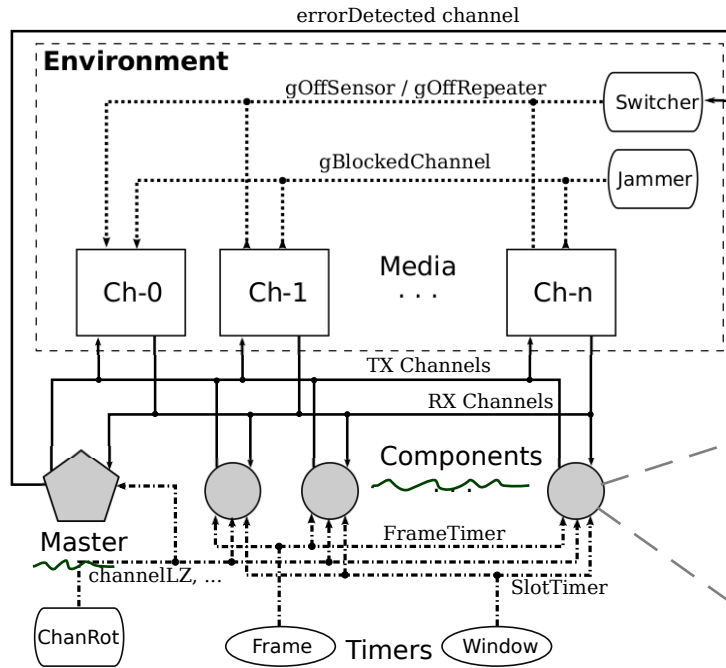 errorDetected channel
Environment
gOffSensor / gOffRepeater
Switcher
gBlockedChannel
Jammer
Media
. . .
Ch-0
Ch-1
Ch-n
TX Channels
RX Channels
Components
Master
FrameTimer
channelLZ, ...
SlotTimer
ChanRot
Frame
Timers
Window